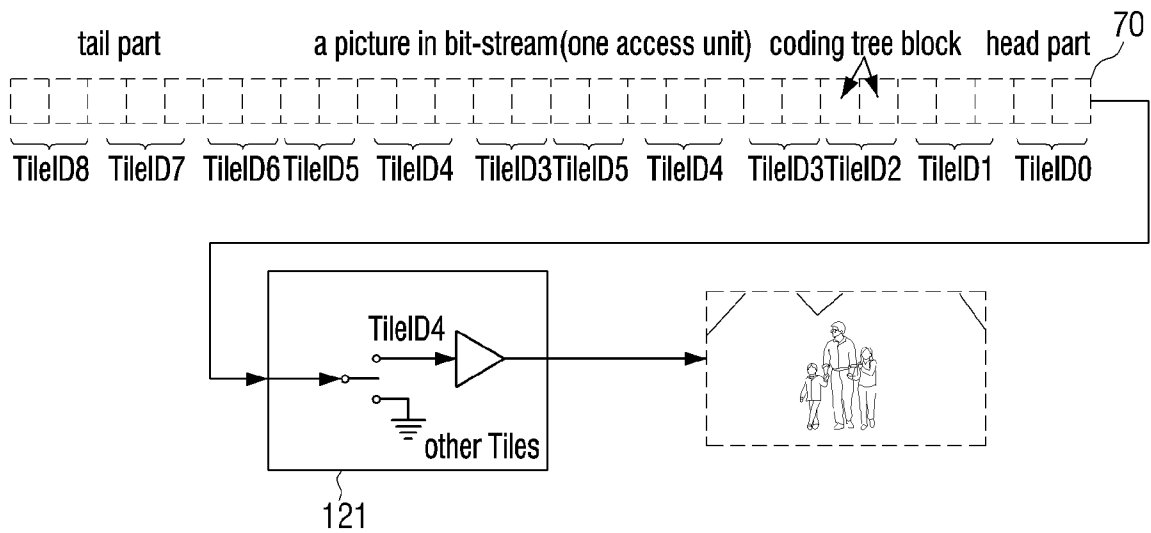 70
tail part a picture in bit-stream(one access unit) coding tree block head part
TileID8 TileID7 TileID6 TileID5 TileID4 TileID3 TileID5 TileID4 TileID3 TileID2 TileID1 TileID0
TileID4
other Tiles
121